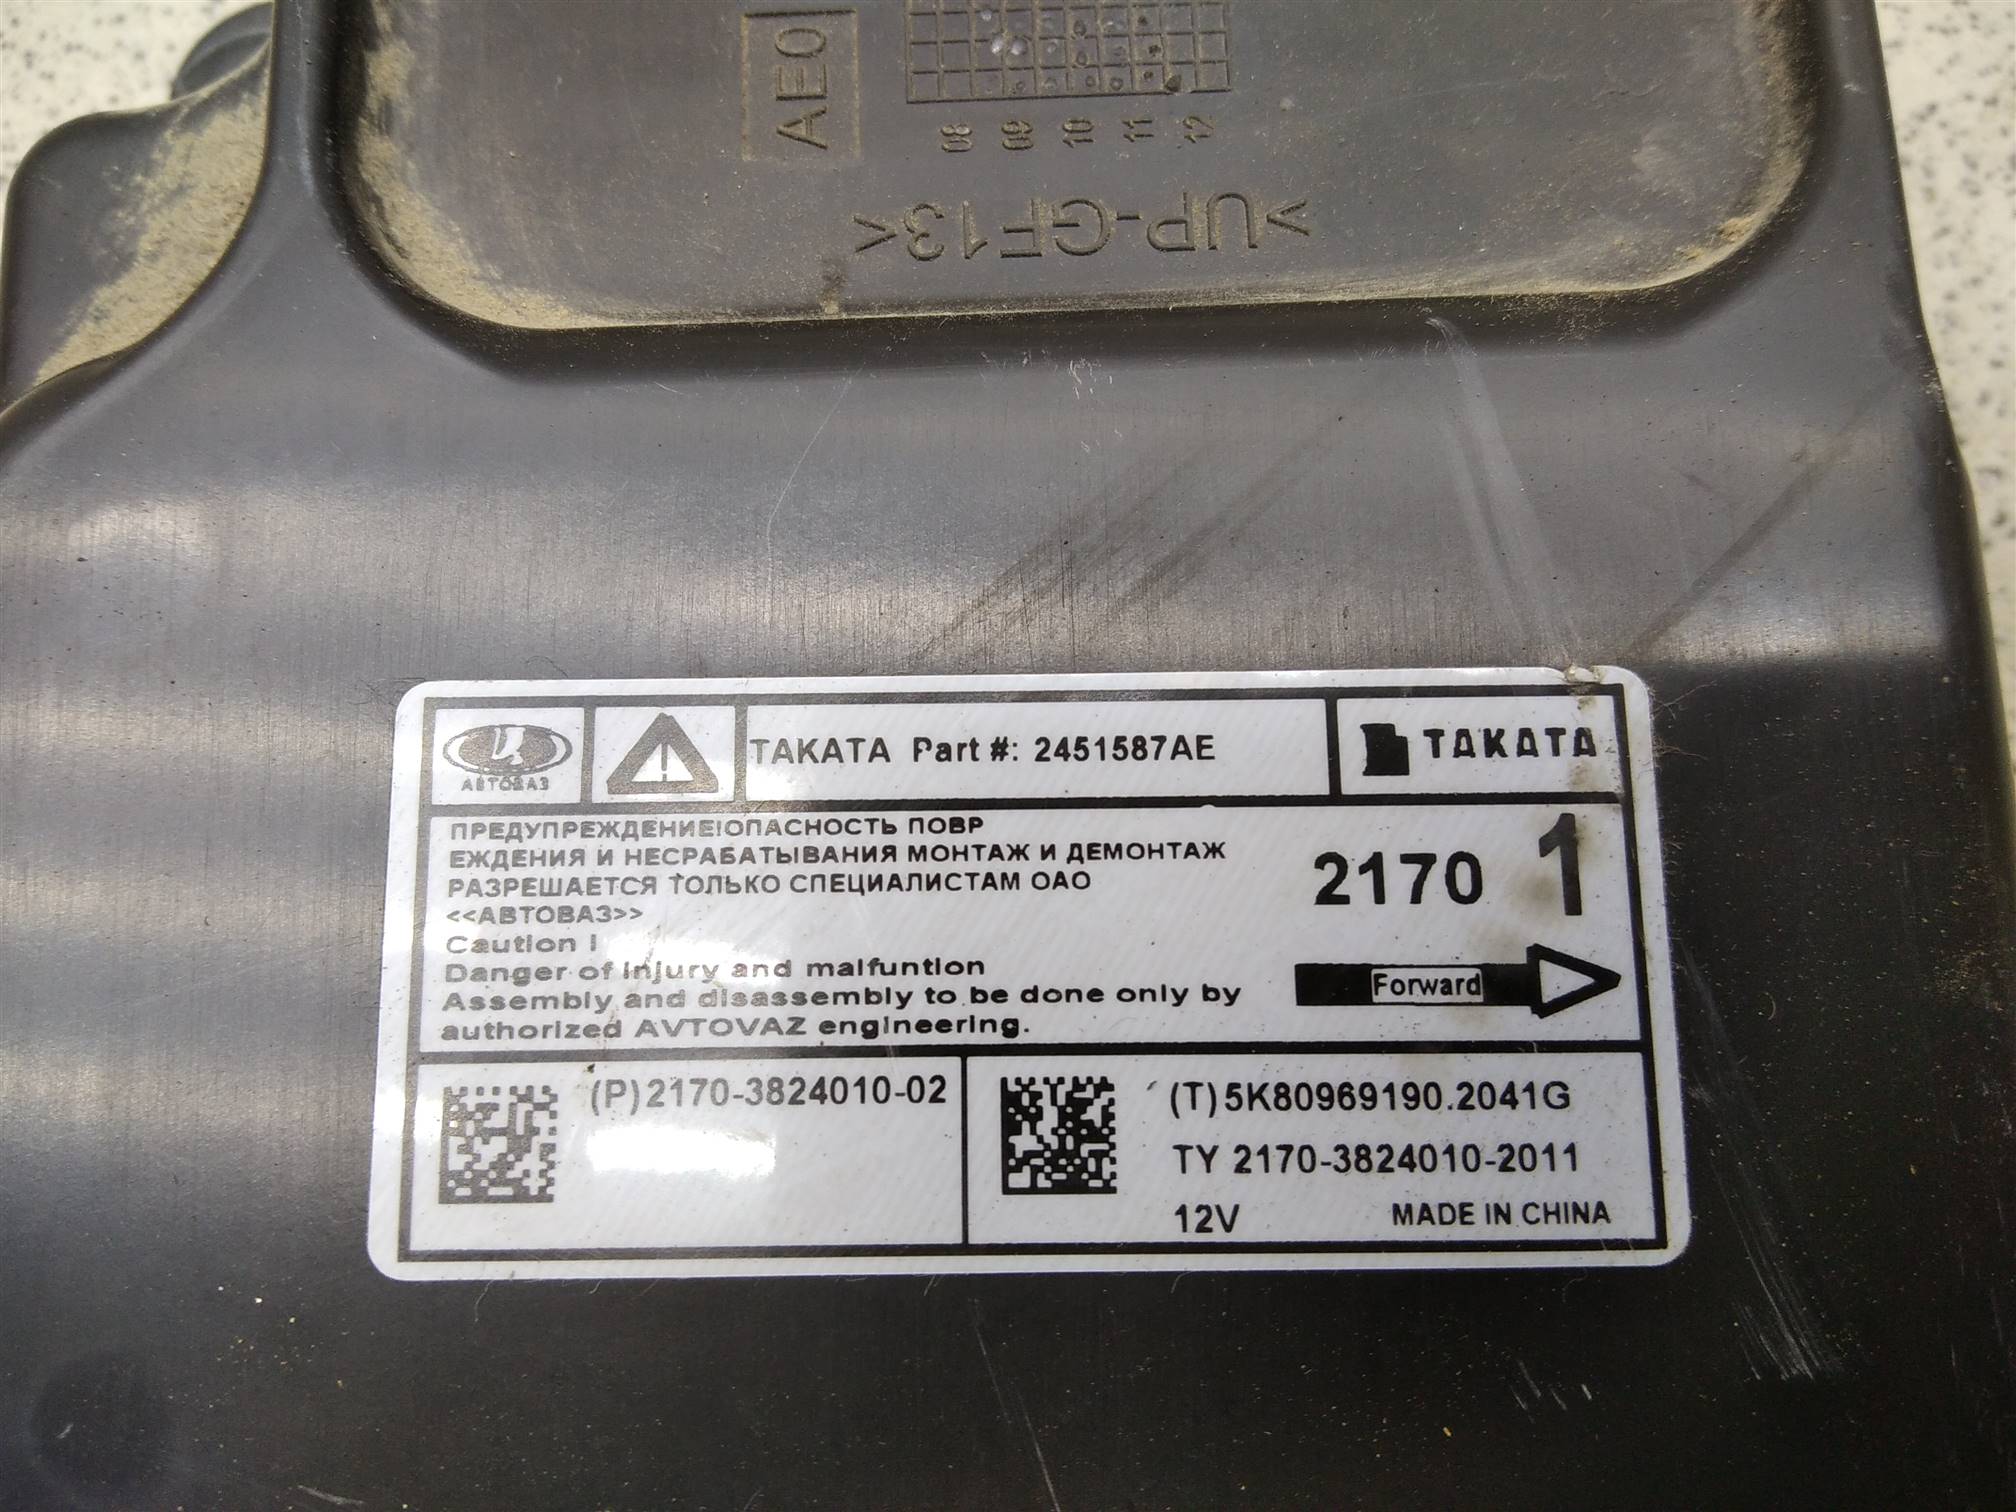 AE0
08
09
10
11
12
>UP-GF13<
АВТОВАЗ
TAKATA Part #: 2451587AE
TAKATA
ПРЕДУПРЕЖДЕНИЕ!ОПАСНОСТЬ ПОВР
ЕЖДЕНИЯ И НЕСРАБАТЫВАНИЯ МОНТАЖ И ДЕМОНТАЖ
РАЗРЕШАЕТСЯ ТОЛЬКО СПЕЦИАЛИСТАМ ОАО
<<АВТОВАЗ>>
Caution !
Danger of injury and malfuntion
Assembly and disassembly to be done only by
authorized AVTOVAZ engineering.
2170 1
Forward
(P)2170-3824010-02
(T)5K80969190.2041G
TY 2170-3824010-2011
12V MADE IN CHINA